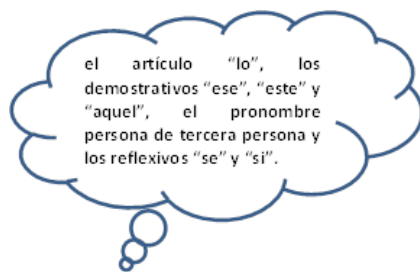 el artículo “lo”, los
demostrativos “ese”, “este” y
“aquel”, el pronombre
persona de tercera persona y
los reflexivos “se” y “si”.